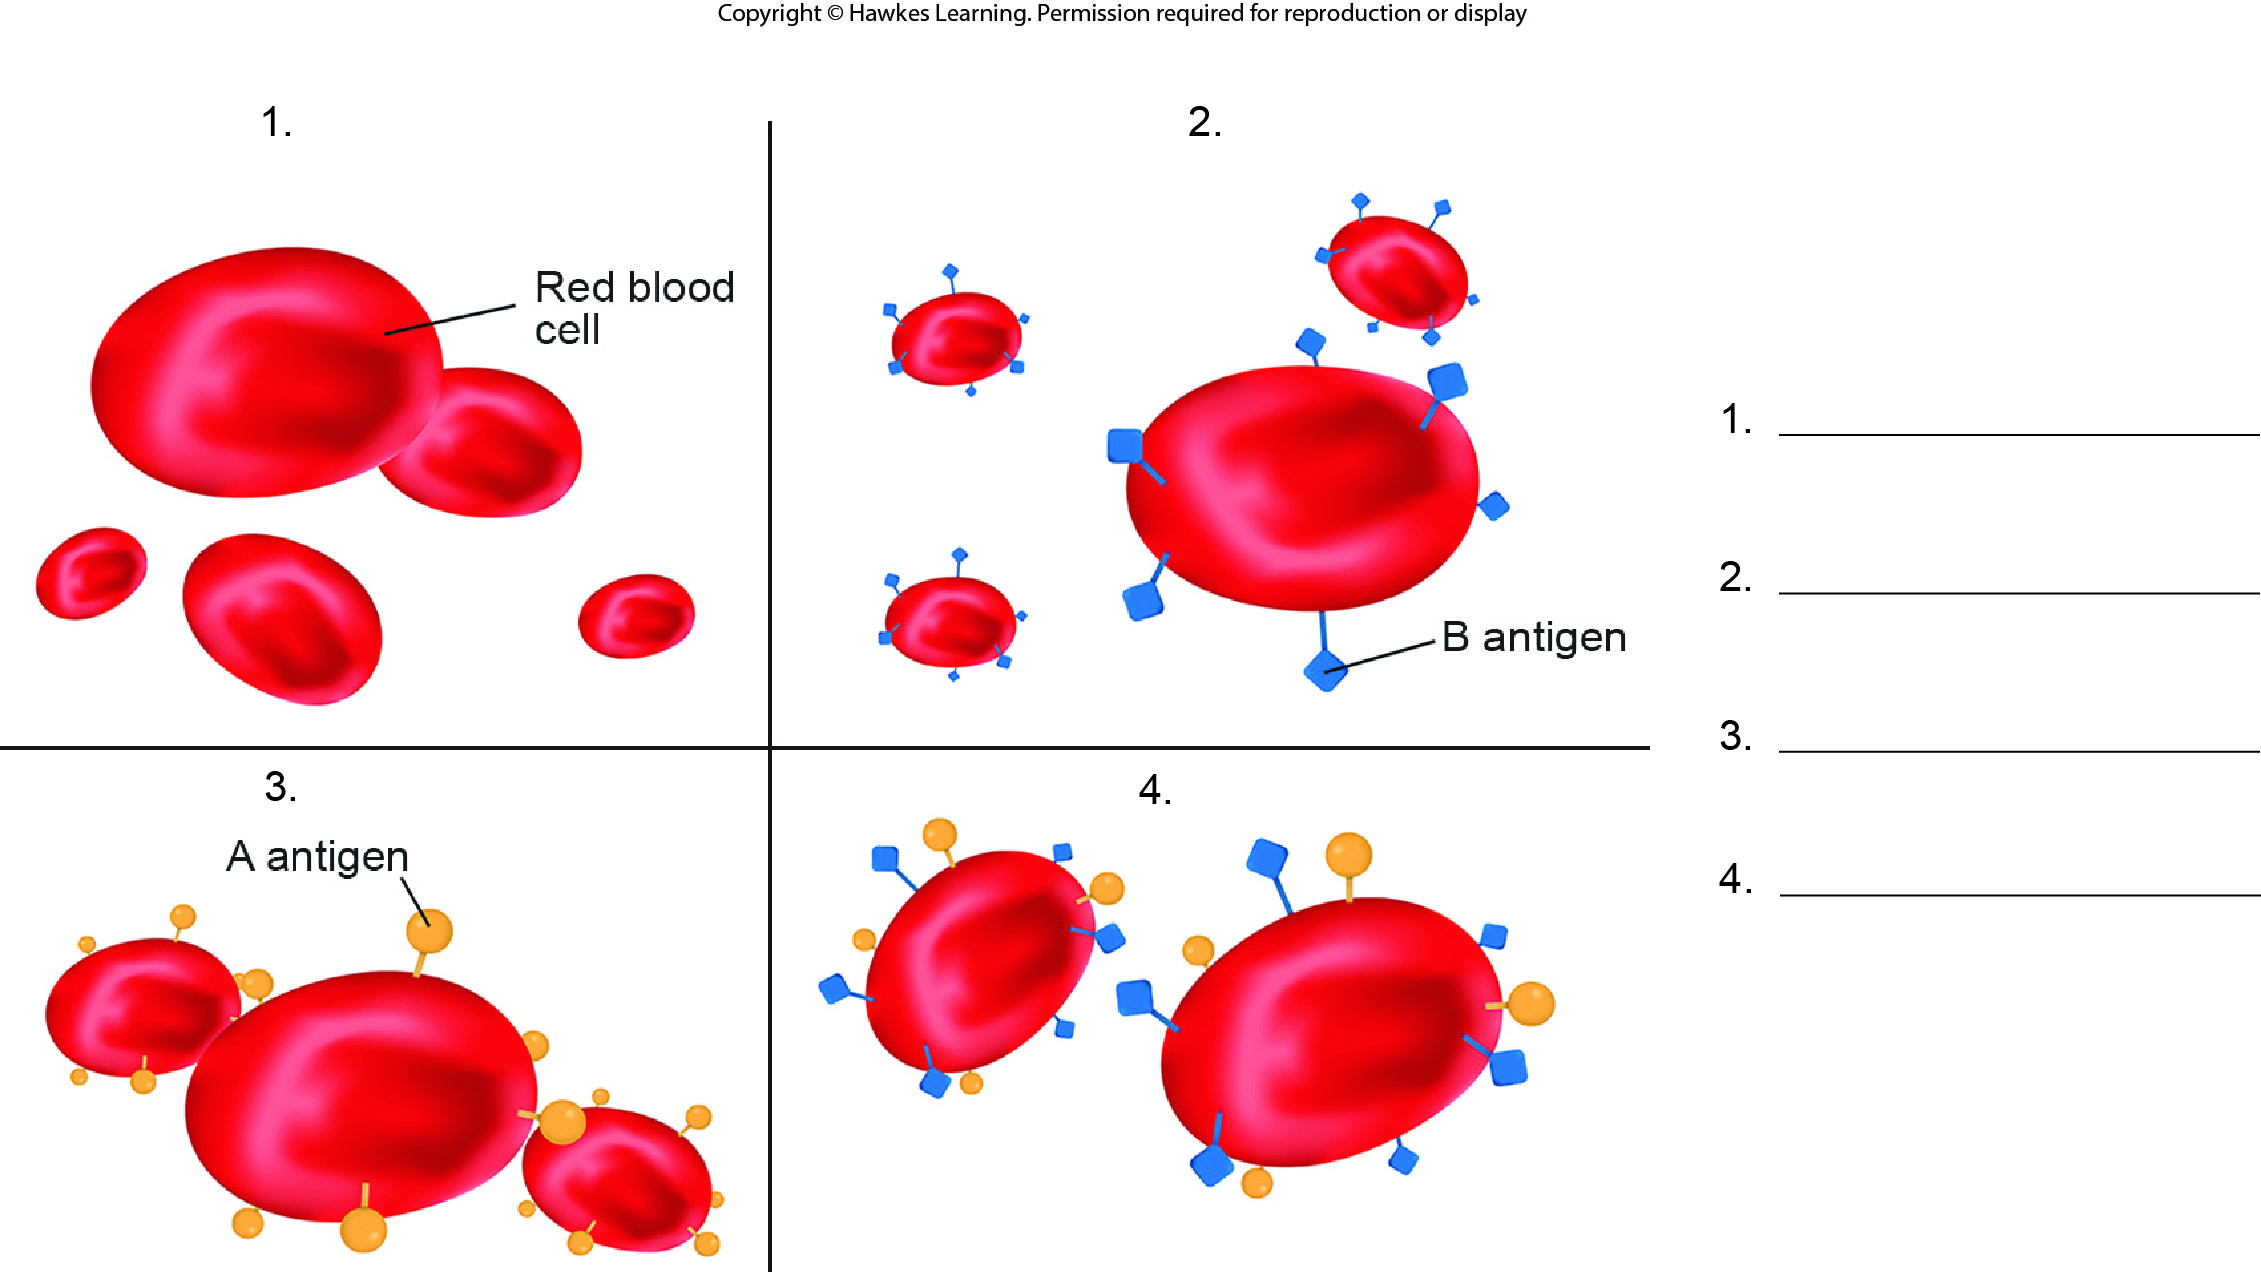 Copyright © Hawkes Learning. Permission required for reproduction or display
1.
2.
Red blood
cell
B antigen
3.
4.
A antigen
1.
2.
3.
4.